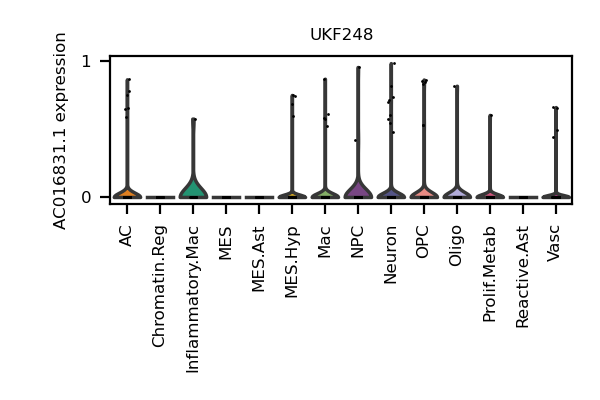 UKF248
AC016831.1 expression
1
0
AC
Chromatin.Reg
Inflammatory.Mac
MES
MES.Ast
MES.Hyp
Mac
NPC
Neuron
OPC
Oligo
Prolif.Metab
Reactive.Ast
Vasc